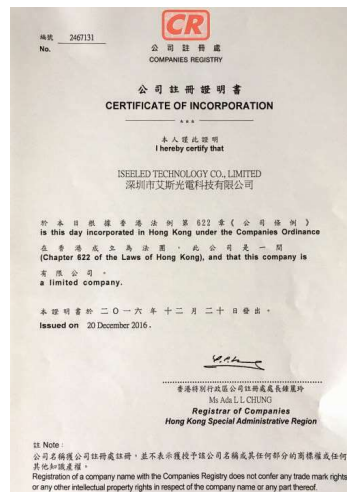 CR
編號 2467131
No.
公司註冊處
COMPANIES REGISTRY
公司註冊證明書
CERTIFICATE OF INCORPORATION
***
本人謹此證明
I hereby certify that
ISEELED TECHNOLOGY CO., LIMITED
深圳市艾斯光電科技有限公司
於本日根據香港法例第622章《公司條例》
is this day incorporated in Hong Kong under the Companies Ordinance
在香港成立為法團，此公司是一間
(Chapter 622 of the Laws of Hong Kong), and that this company is
有限公司。
a limited company.
本證明書於二〇一六年十二月二十日發出。
Issued on 20 December 2016.
香港特別行政區公司註冊處處長鍾麗玲
Ms Ada L L CHUNG
Registrar of Companies
Hong Kong Special Administrative Region
註 Note:
公司名稱獲公司註冊處註冊，並不表示獲授予該公司名稱或其任何部分的商標權或任何
其他知識產權。
Registration of a company name with the Companies Registry does not confer any trade mark rights
or any other intellectual property rights in respect of the company name or any part thereof.